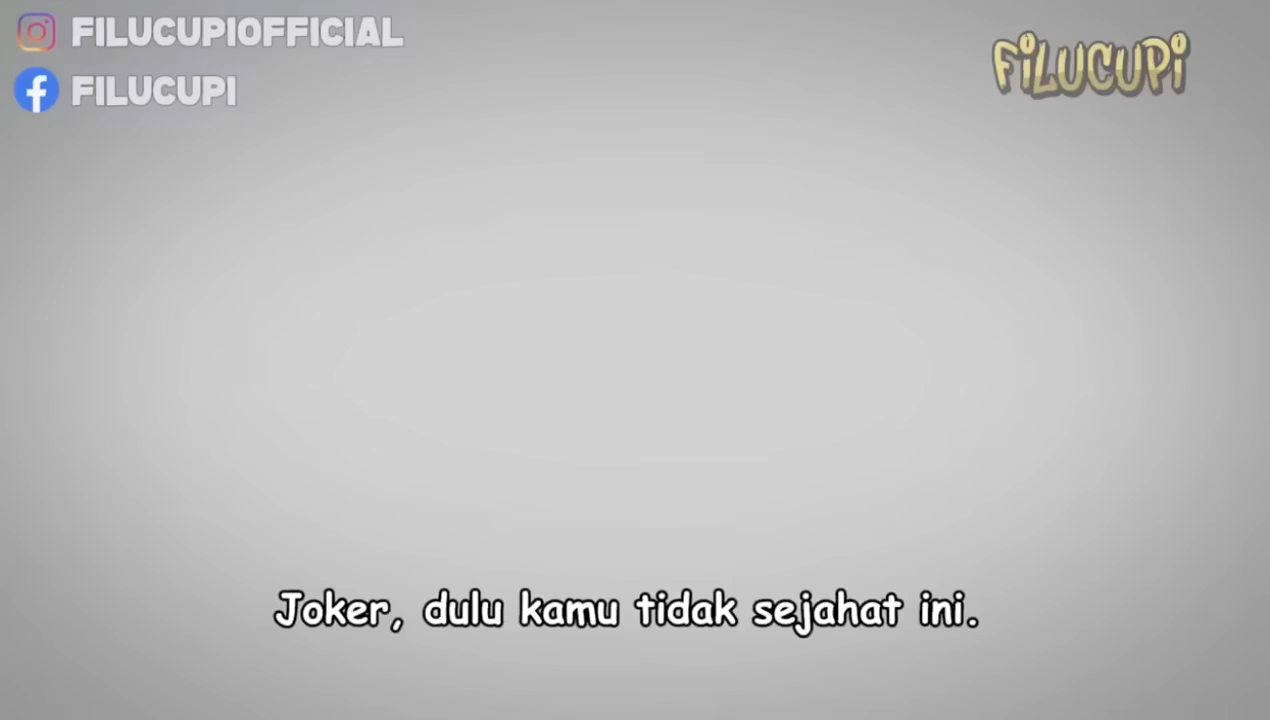 FILUCUPIOFFICIAL
FILUCUPI
FiLUCUPi
Joker, dulu kamu tidak sejahat ini.